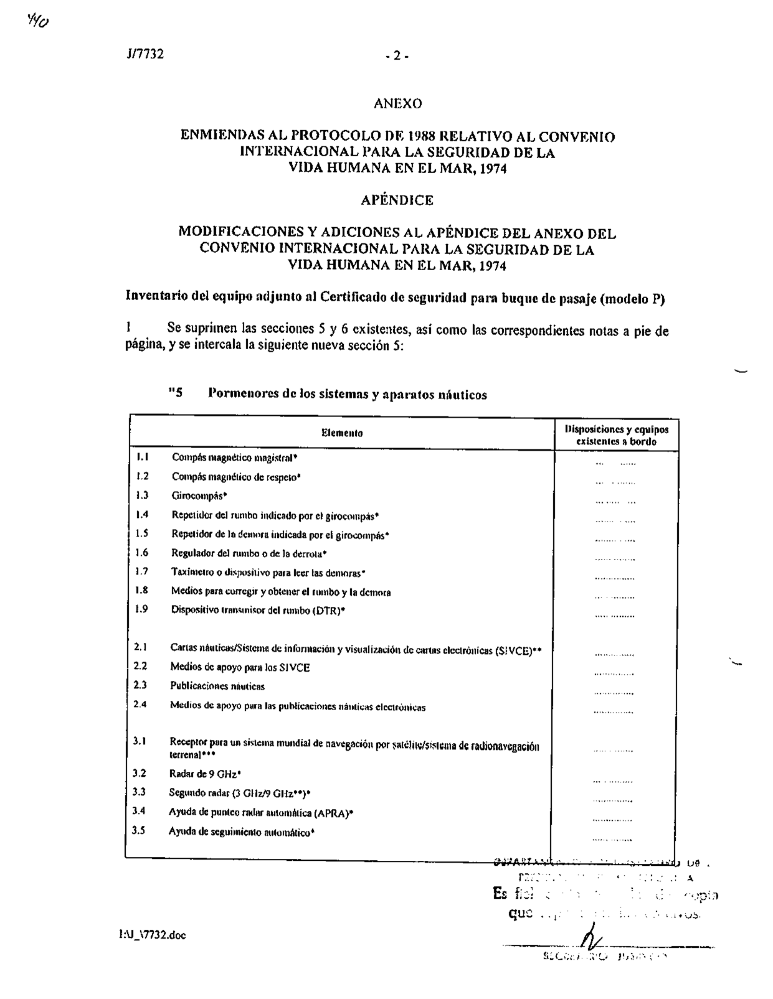 J/7732
- 2 -
ANEXO
ENMIENDAS AL PROTOCOLO DE 1988 RELATIVO AL CONVENIO
INTERNACIONAL PARA LA SEGURIDAD DE LA
VIDA HUMANA EN EL MAR, 1974
APÉNDICE
MODIFICACIONES Y ADICIONES AL APÉNDICE DEL ANEXO DEL
CONVENIO INTERNACIONAL PARA LA SEGURIDAD DE LA
VIDA HUMANA EN EL MAR, 1974
Inventario del equipo adjunto al Certificado de seguridad para buque de pasaje (modelo P)
1 Se suprimen las secciones 5 y 6 existentes, así como las correspondientes notas a pie de
página, y se intercala la siguiente nueva sección 5:
"5 Pormenores de los sistemas y aparatos náuticos
Elemento
Disposiciones y equipos
existentes a bordo
1.1 Compás magnético magistral*
1.2 Compás magnético de respeto*
1.3 Girocompás*
1.4 Repetidor del rumbo indicado por el girocompás*
1.5 Repetidor de la demora indicada por el girocompás*
1.6 Regulador del rumbo o de la derrota*
1.7 Taxímetro o dispositivo para leer las demoras*
1.8 Medios para corregir y obtener el rumbo y la demora
1.9 Dispositivo transmisor del rumbo (DTR)*
2.1 Cartas náuticas/Sistema de información y visualización de cartas electrónicas (SIVCE)**
2.2 Medios de apoyo para los SIVCE
2.3 Publicaciones náuticas
2.4 Medios de apoyo para las publicaciones náuticas electrónicas
3.1 Receptor para un sistema mundial de navegación por satélite/sistema de radionavegación
terrenal***
3.2 Radar de 9 GHz*
3.3 Segundo radar (3 GHz/9 GHz**)*
3.4 Ayuda de punteo radar automática (APRA)*
3.5 Ayuda de seguimiento automático*
Es fiel copia
que
I:\J_\7732.doc